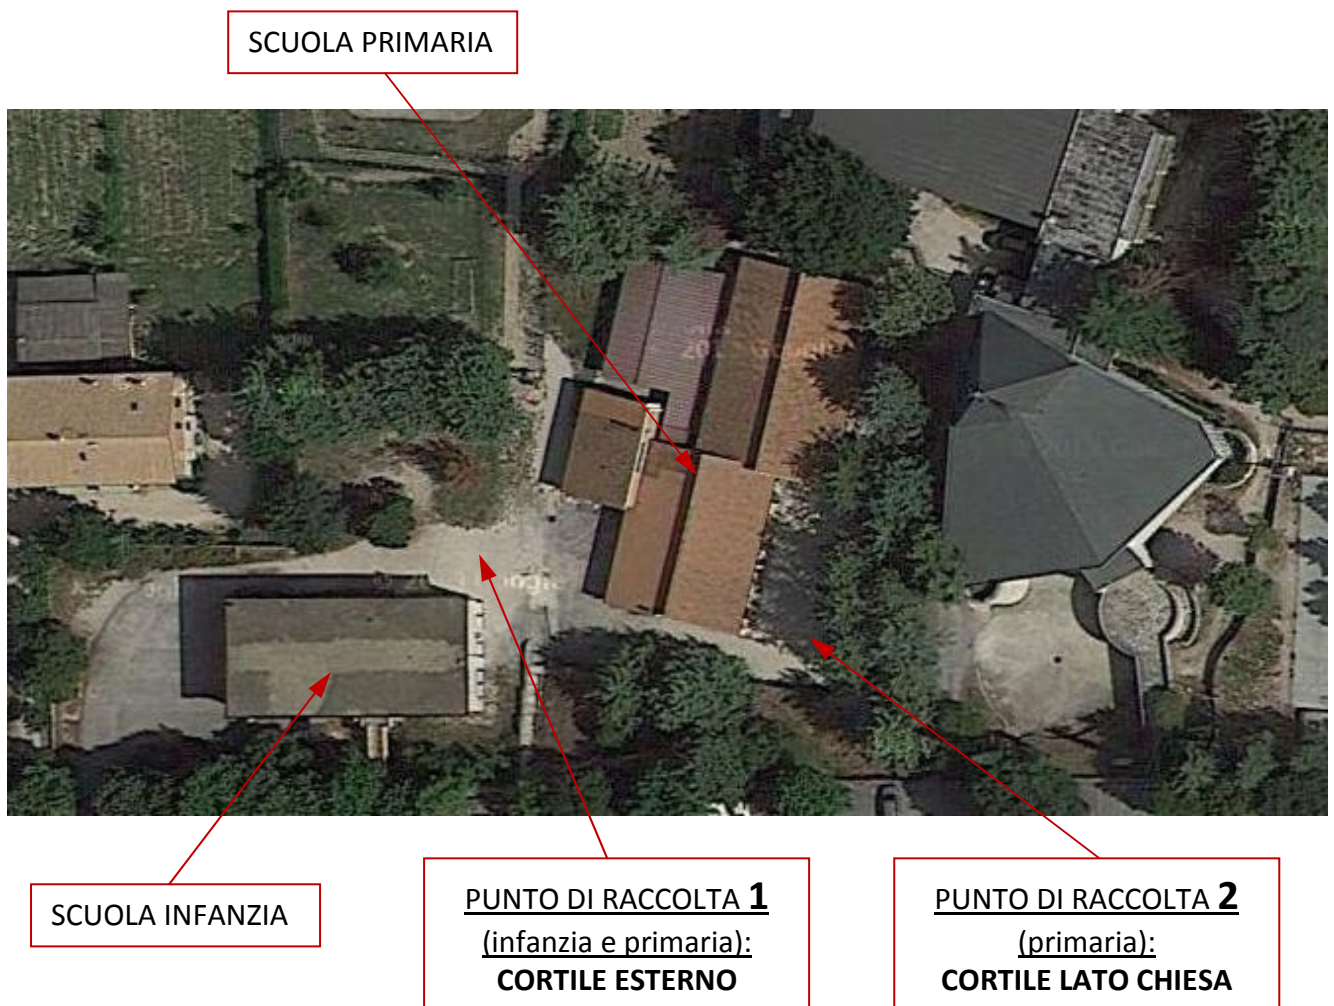 SCUOLA PRIMARIA
SCUOLA INFANZIA
PUNTO DI RACCOLTA 1
(infanzia e primaria):
CORTILE ESTERNO
PUNTO DI RACCOLTA 2
(primaria):
CORTILE LATO CHIESA